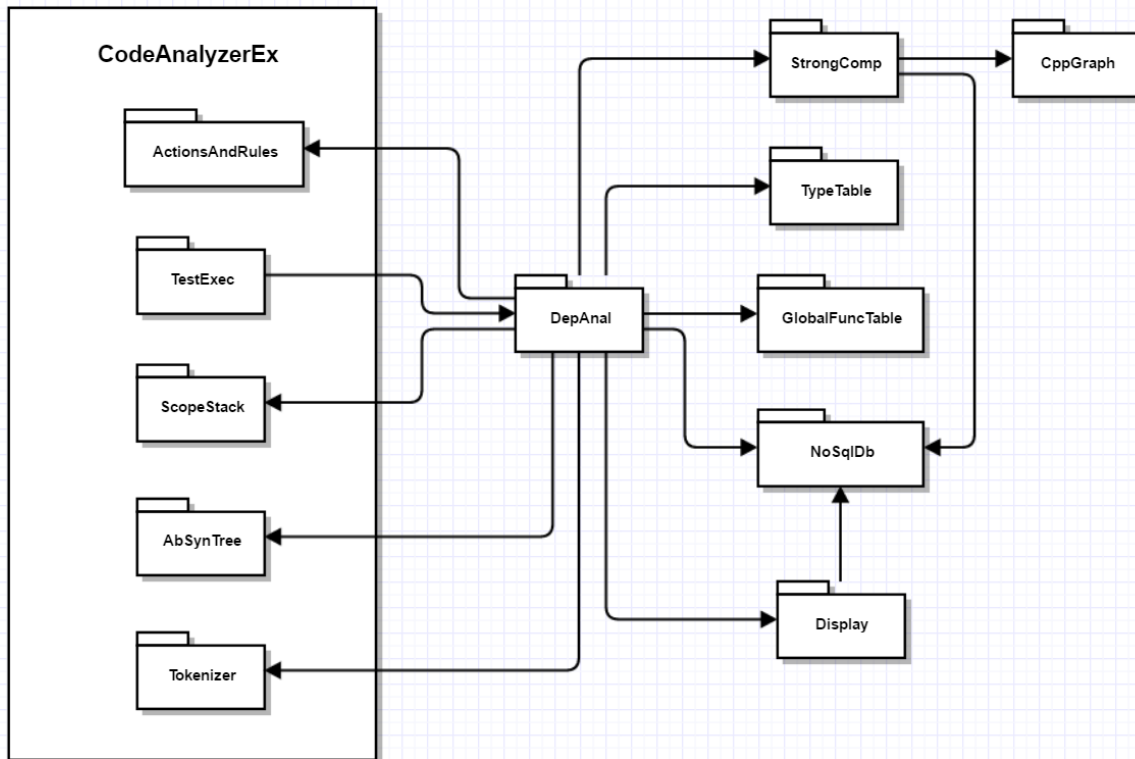 CodeAnalyzerEx
ActionsAndRules
TestExec
ScopeStack
AbSynTree
Tokenizer
DepAnal
StrongComp
CppGraph
TypeTable
GlobalFuncTable
NoSqlDb
Display